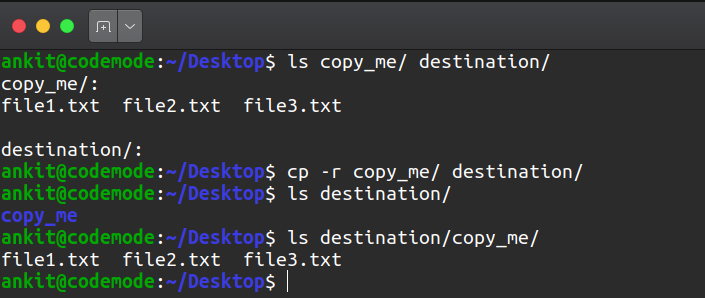 ankit@codemode:~/Desktop$ ls copy_me/ destination/
copy_me/:
file1.txt  file2.txt  file3.txt

destination/:
ankit@codemode:~/Desktop$ cp -r copy_me/ destination/
ankit@codemode:~/Desktop$ ls destination/
copy_me
ankit@codemode:~/Desktop$ ls destination/copy_me/
file1.txt  file2.txt  file3.txt
ankit@codemode:~/Desktop$